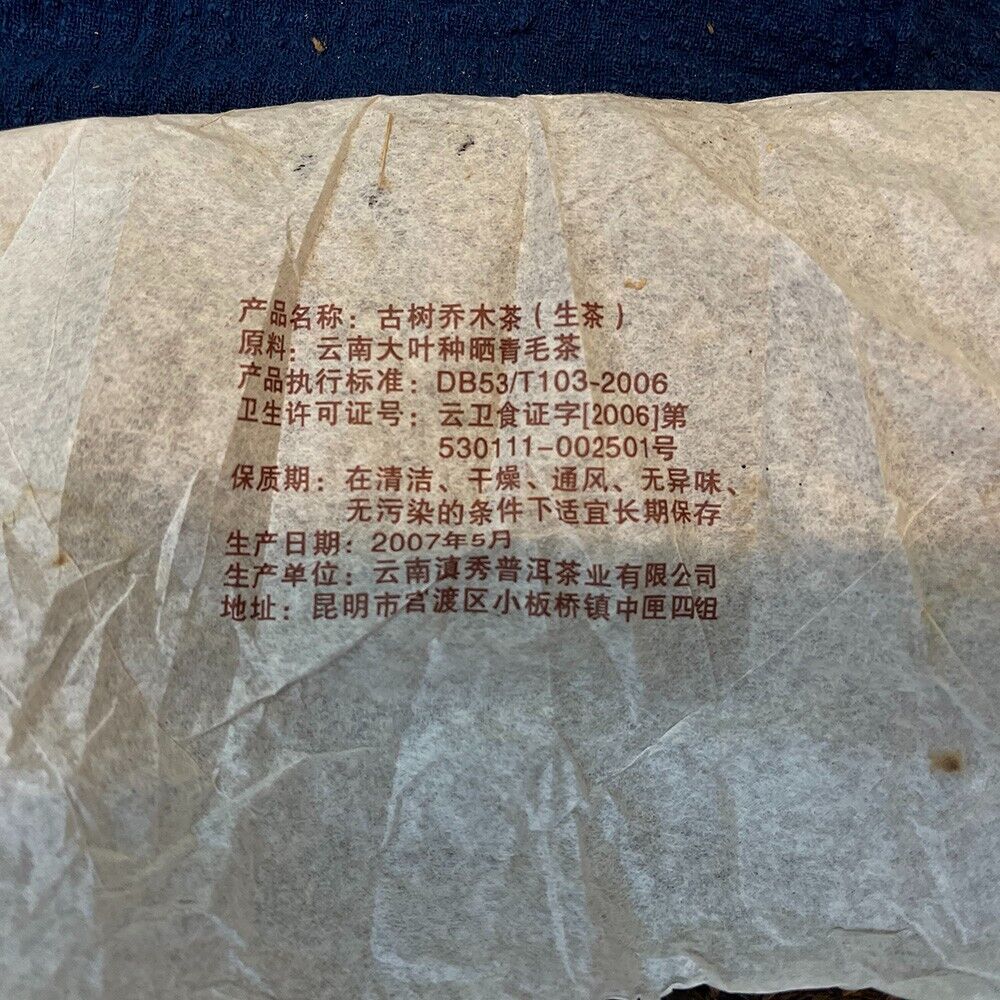 产品名称：古树乔木茶（生茶）
原料：云南大叶种晒青毛茶
产品执行标准：DB53/T103-2006
卫生许可证号：云卫食证字[2006]第
530111-002501号
保质期：在清洁、干燥、通风、无异味、
无污染的条件下适宜长期保存
生产日期：2007年5月
生产单位：云南滇秀普洱茶业有限公司
地址：昆明市官渡区小板桥镇中匣四组